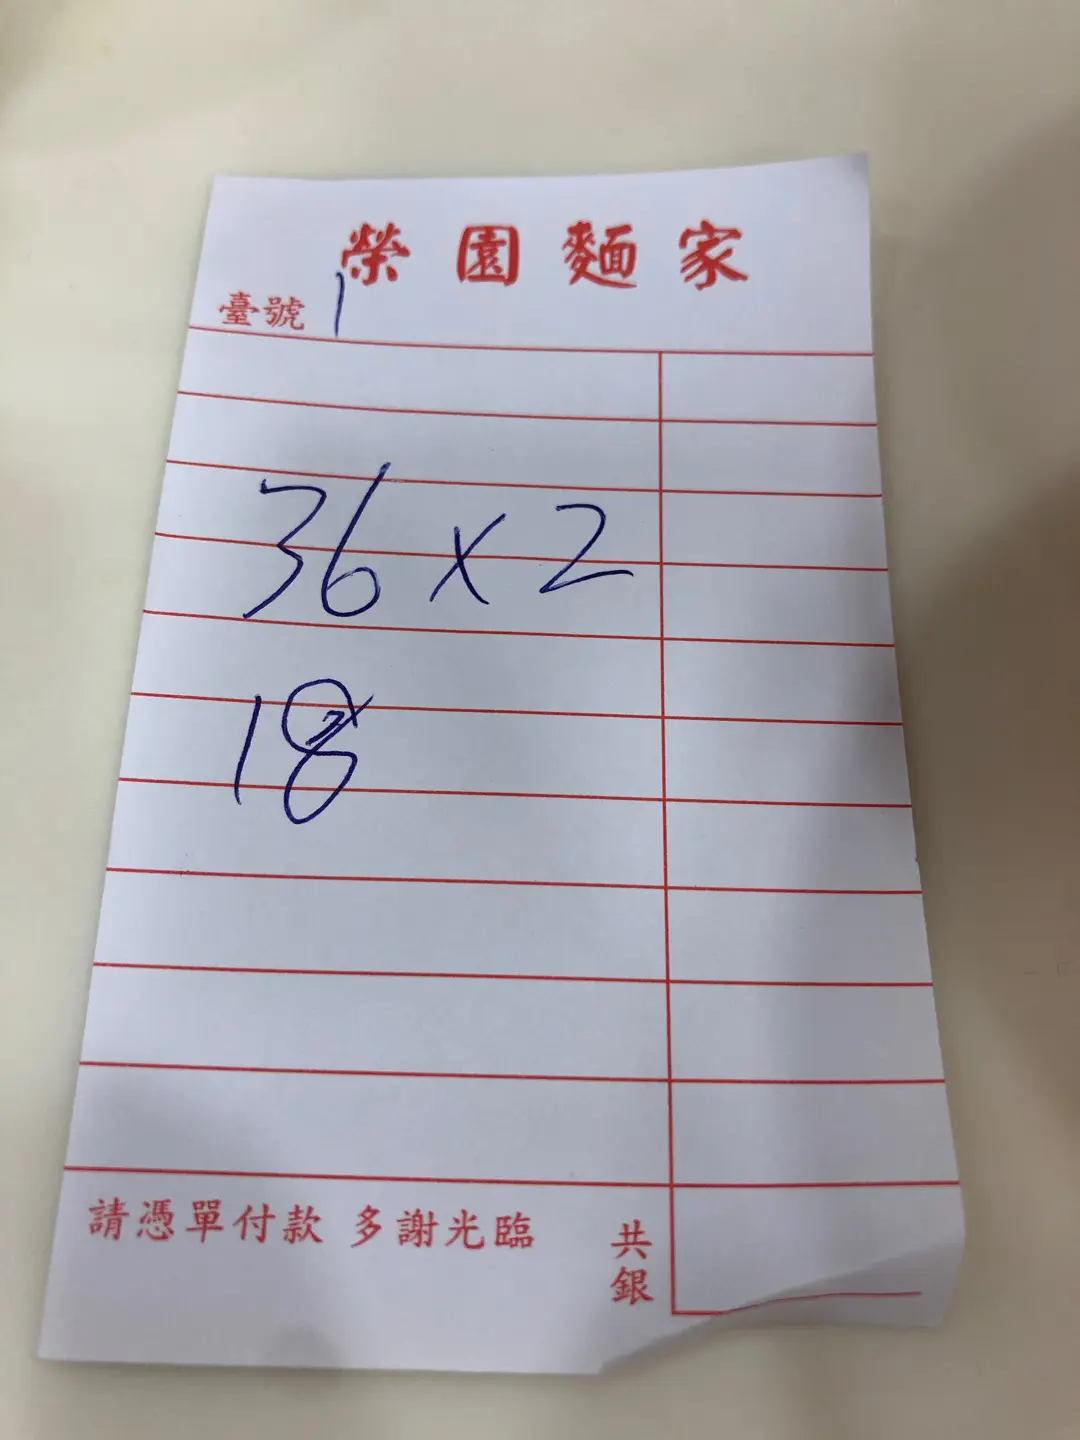 榮園麵家
臺號 1
36 x 2
18
請憑單付款 多謝光臨
共銀